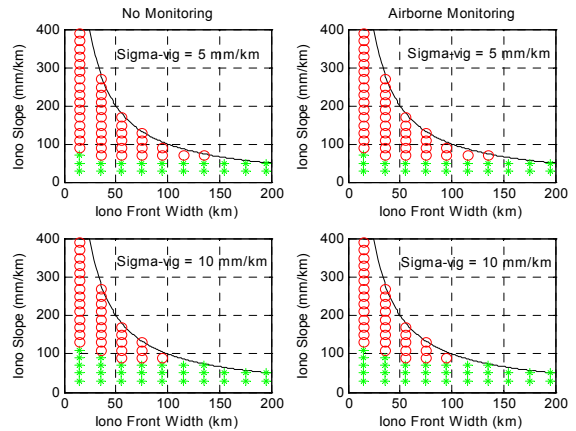 No Monitoring
Airborne Monitoring
400
300
200
100
0
Iono Slope (mm/km)
Sigma-vig = 5 mm/km
0 50 100 150 200
Iono Front Width (km)
400
300
200
100
0
Iono Slope (mm/km)
Sigma-vig = 5 mm/km
0 50 100 150 200
Iono Front Width (km)
400
300
200
100
0
Iono Slope (mm/km)
Sigma-vig = 10 mm/km
0 50 100 150 200
Iono Front Width (km)
400
300
200
100
0
Iono Slope (mm/km)
Sigma-vig = 10 mm/km
0 50 100 150 200
Iono Front Width (km)